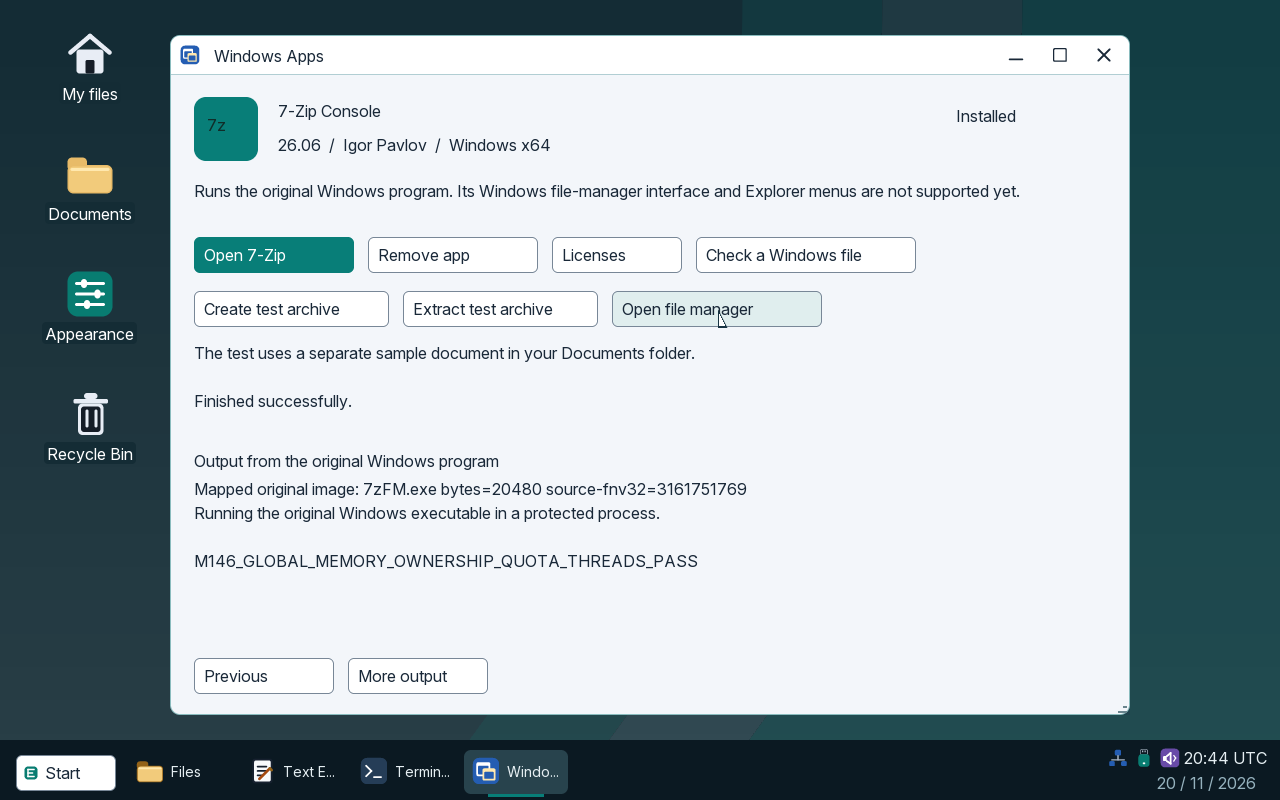 Windows Apps
My files
Documents
Appearance
Recycle Bin
7z
7-Zip Console
26.06 / Igor Pavlov / Windows x64
Installed
Runs the original Windows program. Its Windows file-manager interface and Explorer menus are not supported yet.
Open 7-Zip
Remove app
Licenses
Check a Windows file
Create test archive
Extract test archive
Open file manager
The test uses a separate sample document in your Documents folder.
Finished successfully.
Output from the original Windows program
Mapped original image: 7zFM.exe bytes=20480 source-fnv32=3161751769
Running the original Windows executable in a protected process.
M146_GLOBAL_MEMORY_OWNERSHIP_QUOTA_THREADS_PASS
Previous
More output
Start
Files
Text E...
Termin...
Windo...
20:44 UTC
20 / 11 / 2026